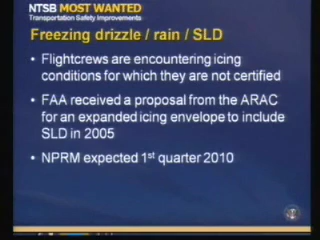 NTSB MOST WANTED
Transportation Safety Improvements
Freezing drizzle / rain / SLD
• Flightcrews are encountering icing
conditions for which they are not certified
• FAA received a proposal from the ARAC
for an expanded icing envelope to include
SLD in 2005
• NPRM expected 1st quarter 2010